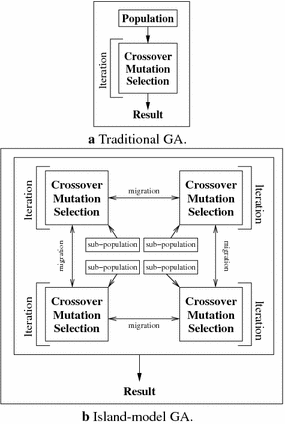 Population
Iteration
Crossover
Mutation
Selection
Result
a Traditional GA.
Iteration
Crossover
Mutation
Selection
migration
Crossover
Mutation
Selection
Iteration
sub-population
sub-population
migration
migration
sub-population
sub-population
Iteration
Crossover
Mutation
Selection
migration
Crossover
Mutation
Selection
Iteration
Result
b Island-model GA.